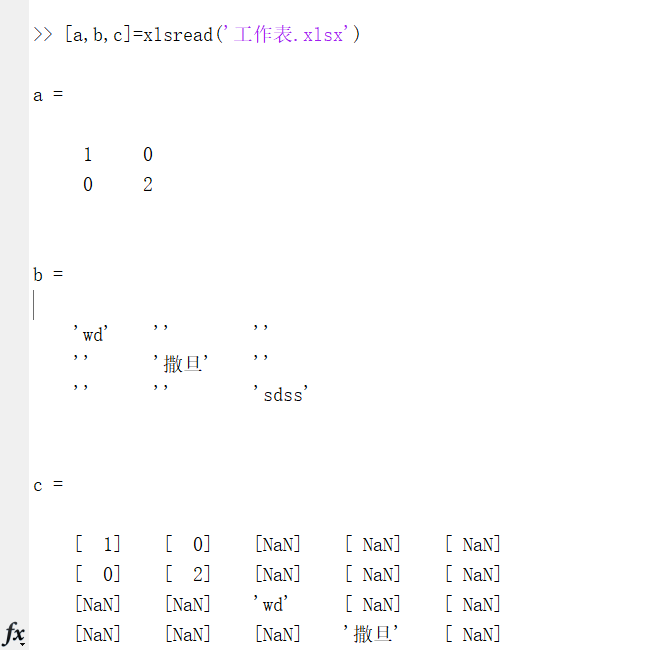 >> [a,b,c]=xlsread('工作表.xlsx')
a =
1 0
0 2
b =
'wd' '' ''
'' '撒旦' ''
'' '' 'sdss'
c =
[ 1] [ 0] [NaN] [ NaN] [ NaN]
[ 0] [ 2] [NaN] [ NaN] [ NaN]
[NaN] [NaN] 'wd' [ NaN] [ NaN]
[NaN] [NaN] [NaN] '撒旦' [ NaN]
fx